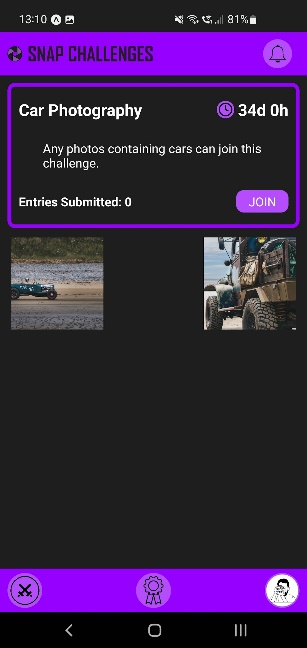 13:10 81%
SNAP CHALLENGES
Car Photography 34d 0h
Any photos containing cars can join this
challenge.
Entries Submitted: 0 JOIN